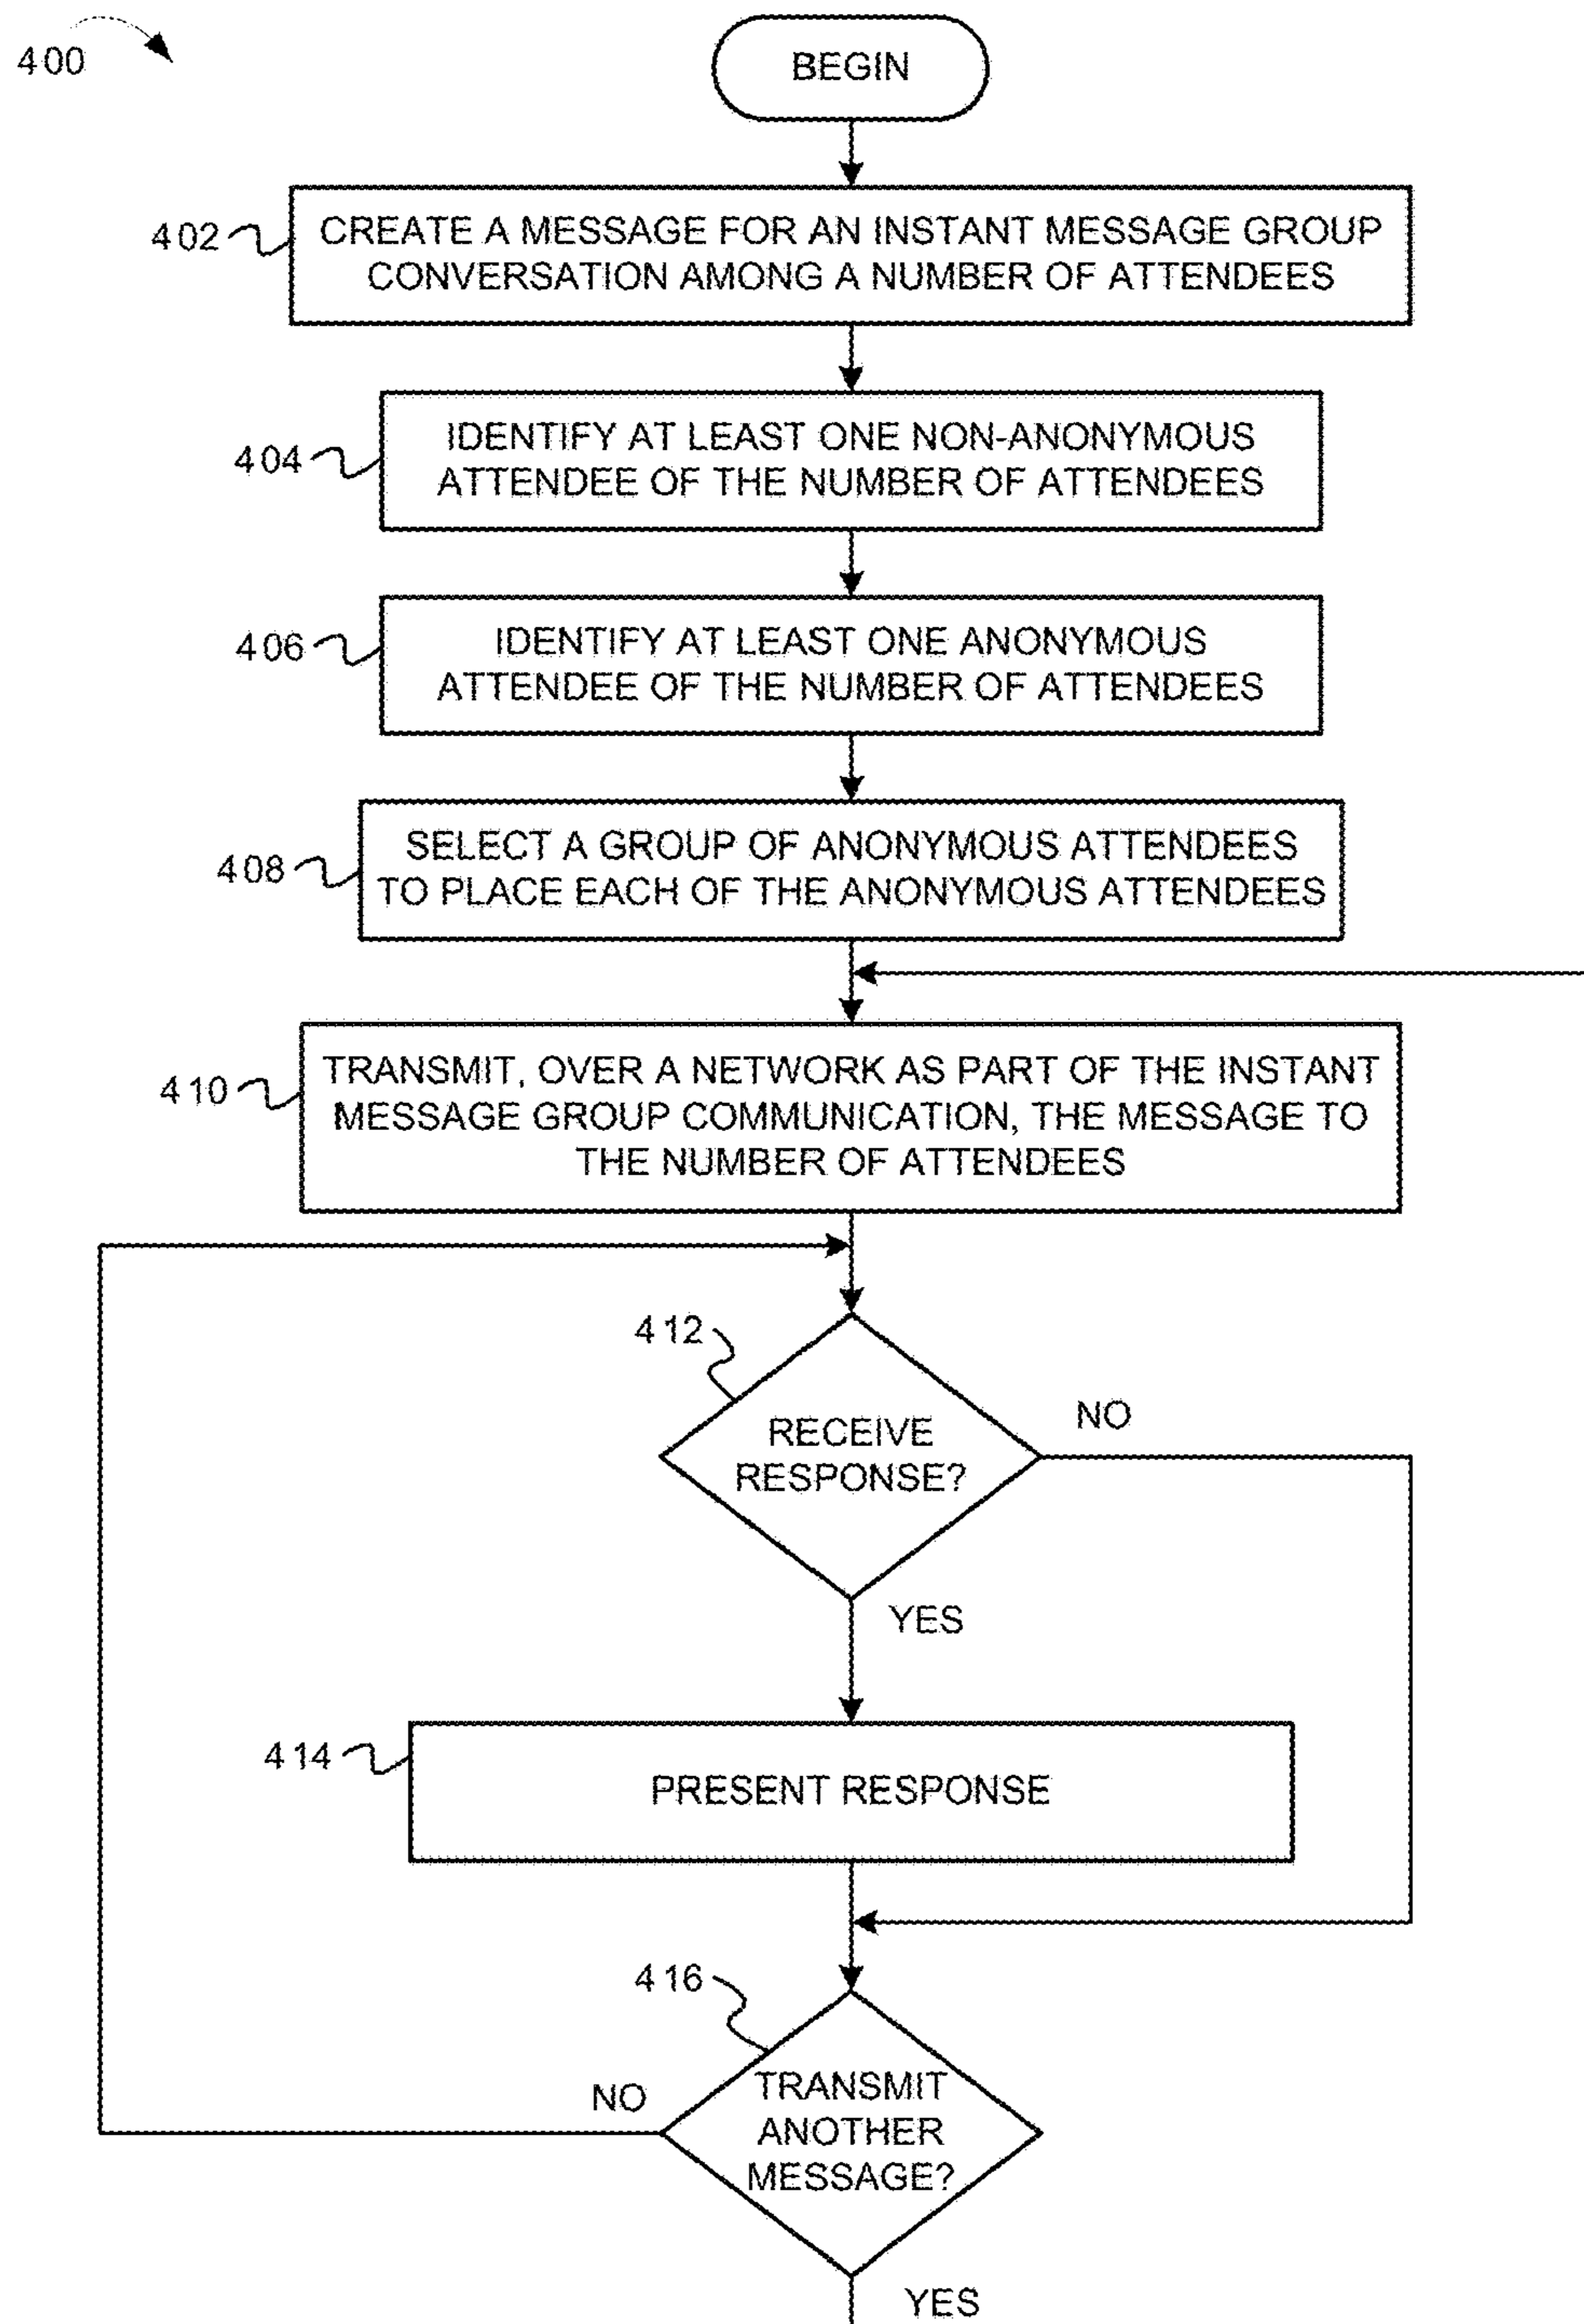 400
BEGIN
402
CREATE A MESSAGE FOR AN INSTANT MESSAGE GROUP
CONVERSATION AMONG A NUMBER OF ATTENDEES
404
IDENTIFY AT LEAST ONE NON-ANONYMOUS
ATTENDEE OF THE NUMBER OF ATTENDEES
406
IDENTIFY AT LEAST ONE ANONYMOUS
ATTENDEE OF THE NUMBER OF ATTENDEES
408
SELECT A GROUP OF ANONYMOUS ATTENDEES
TO PLACE EACH OF THE ANONYMOUS ATTENDEES
410
TRANSMIT, OVER A NETWORK AS PART OF THE INSTANT
MESSAGE GROUP COMMUNICATION, THE MESSAGE TO
THE NUMBER OF ATTENDEES
412
RECEIVE
RESPONSE?
NO
YES
414
PRESENT RESPONSE
416
TRANSMIT
ANOTHER
MESSAGE?
NO
YES